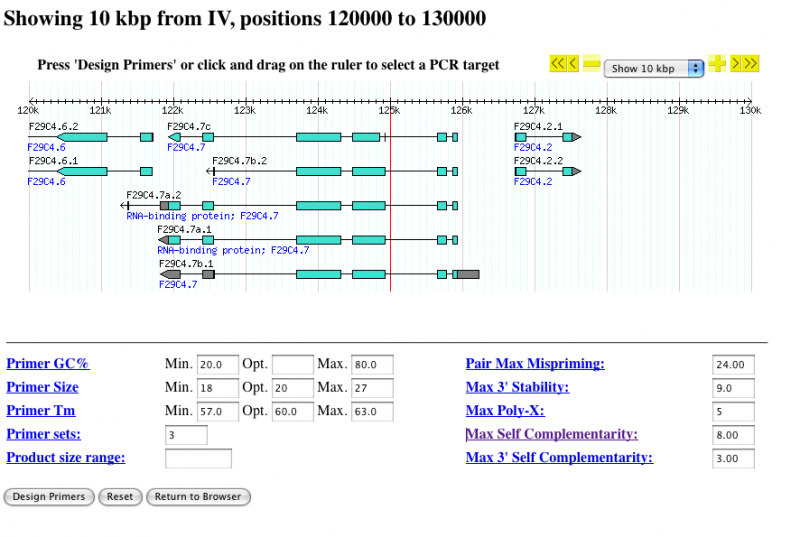 Showing 10 kbp from IV, positions 120000 to 130000
Press 'Design Primers' or click and drag on the ruler to select a PCR target
Show 10 kbp
120k 121k 122k 123k 124k 125k 126k 127k 128k 129k 130k
F29C4.6.2 F29C4.7c F29C4.2.1
F29C4.6 F29C4.7 F29C4.2
F29C4.6.1 F29C4.7b.2 F29C4.2.2
F29C4.6 F29C4.7 F29C4.2
F29C4.7a.2
RNA-binding protein; F29C4.7
F29C4.7a.1
RNA-binding protein; F29C4.7
F29C4.7b.1
F29C4.7
Primer GC% Min. 20.0 Opt. Max. 80.0 Pair Max Mispriming: 24.00
Primer Size Min. 18 Opt. 20 Max. 27 Max 3' Stability: 9.0
Primer Tm Min. 57.0 Opt. 60.0 Max. 63.0 Max Poly-X: 5
Primer sets: 3 Max Self Complementarity: 8.00
Product size range: Max 3' Self Complementarity: 3.00
Design Primers Reset Return to Browser